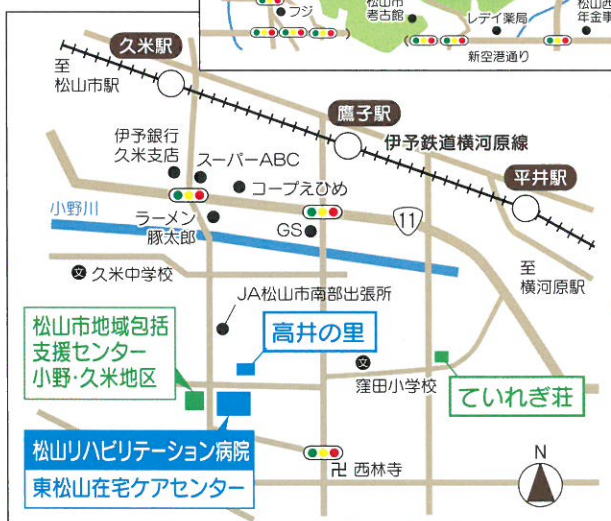 フジ
松山市
考古館
レデイ薬局
松山西
年金事
新空港通り
久米駅
至
松山市駅
鷹子駅
伊予鉄道横河原線
平井駅
伊予銀行
久米支店
スーパーABC
コープえひめ
小野川
ラーメン
豚太郎
GS
11
至
横河原駅
文 久米中学校
JA松山市南部出張所
松山市地域包括
支援センター
小野・久米地区
高井の里
文
窪田小学校
ていれぎ荘
松山リハビリテーション病院
東松山在宅ケアセンター
卍 西林寺
N